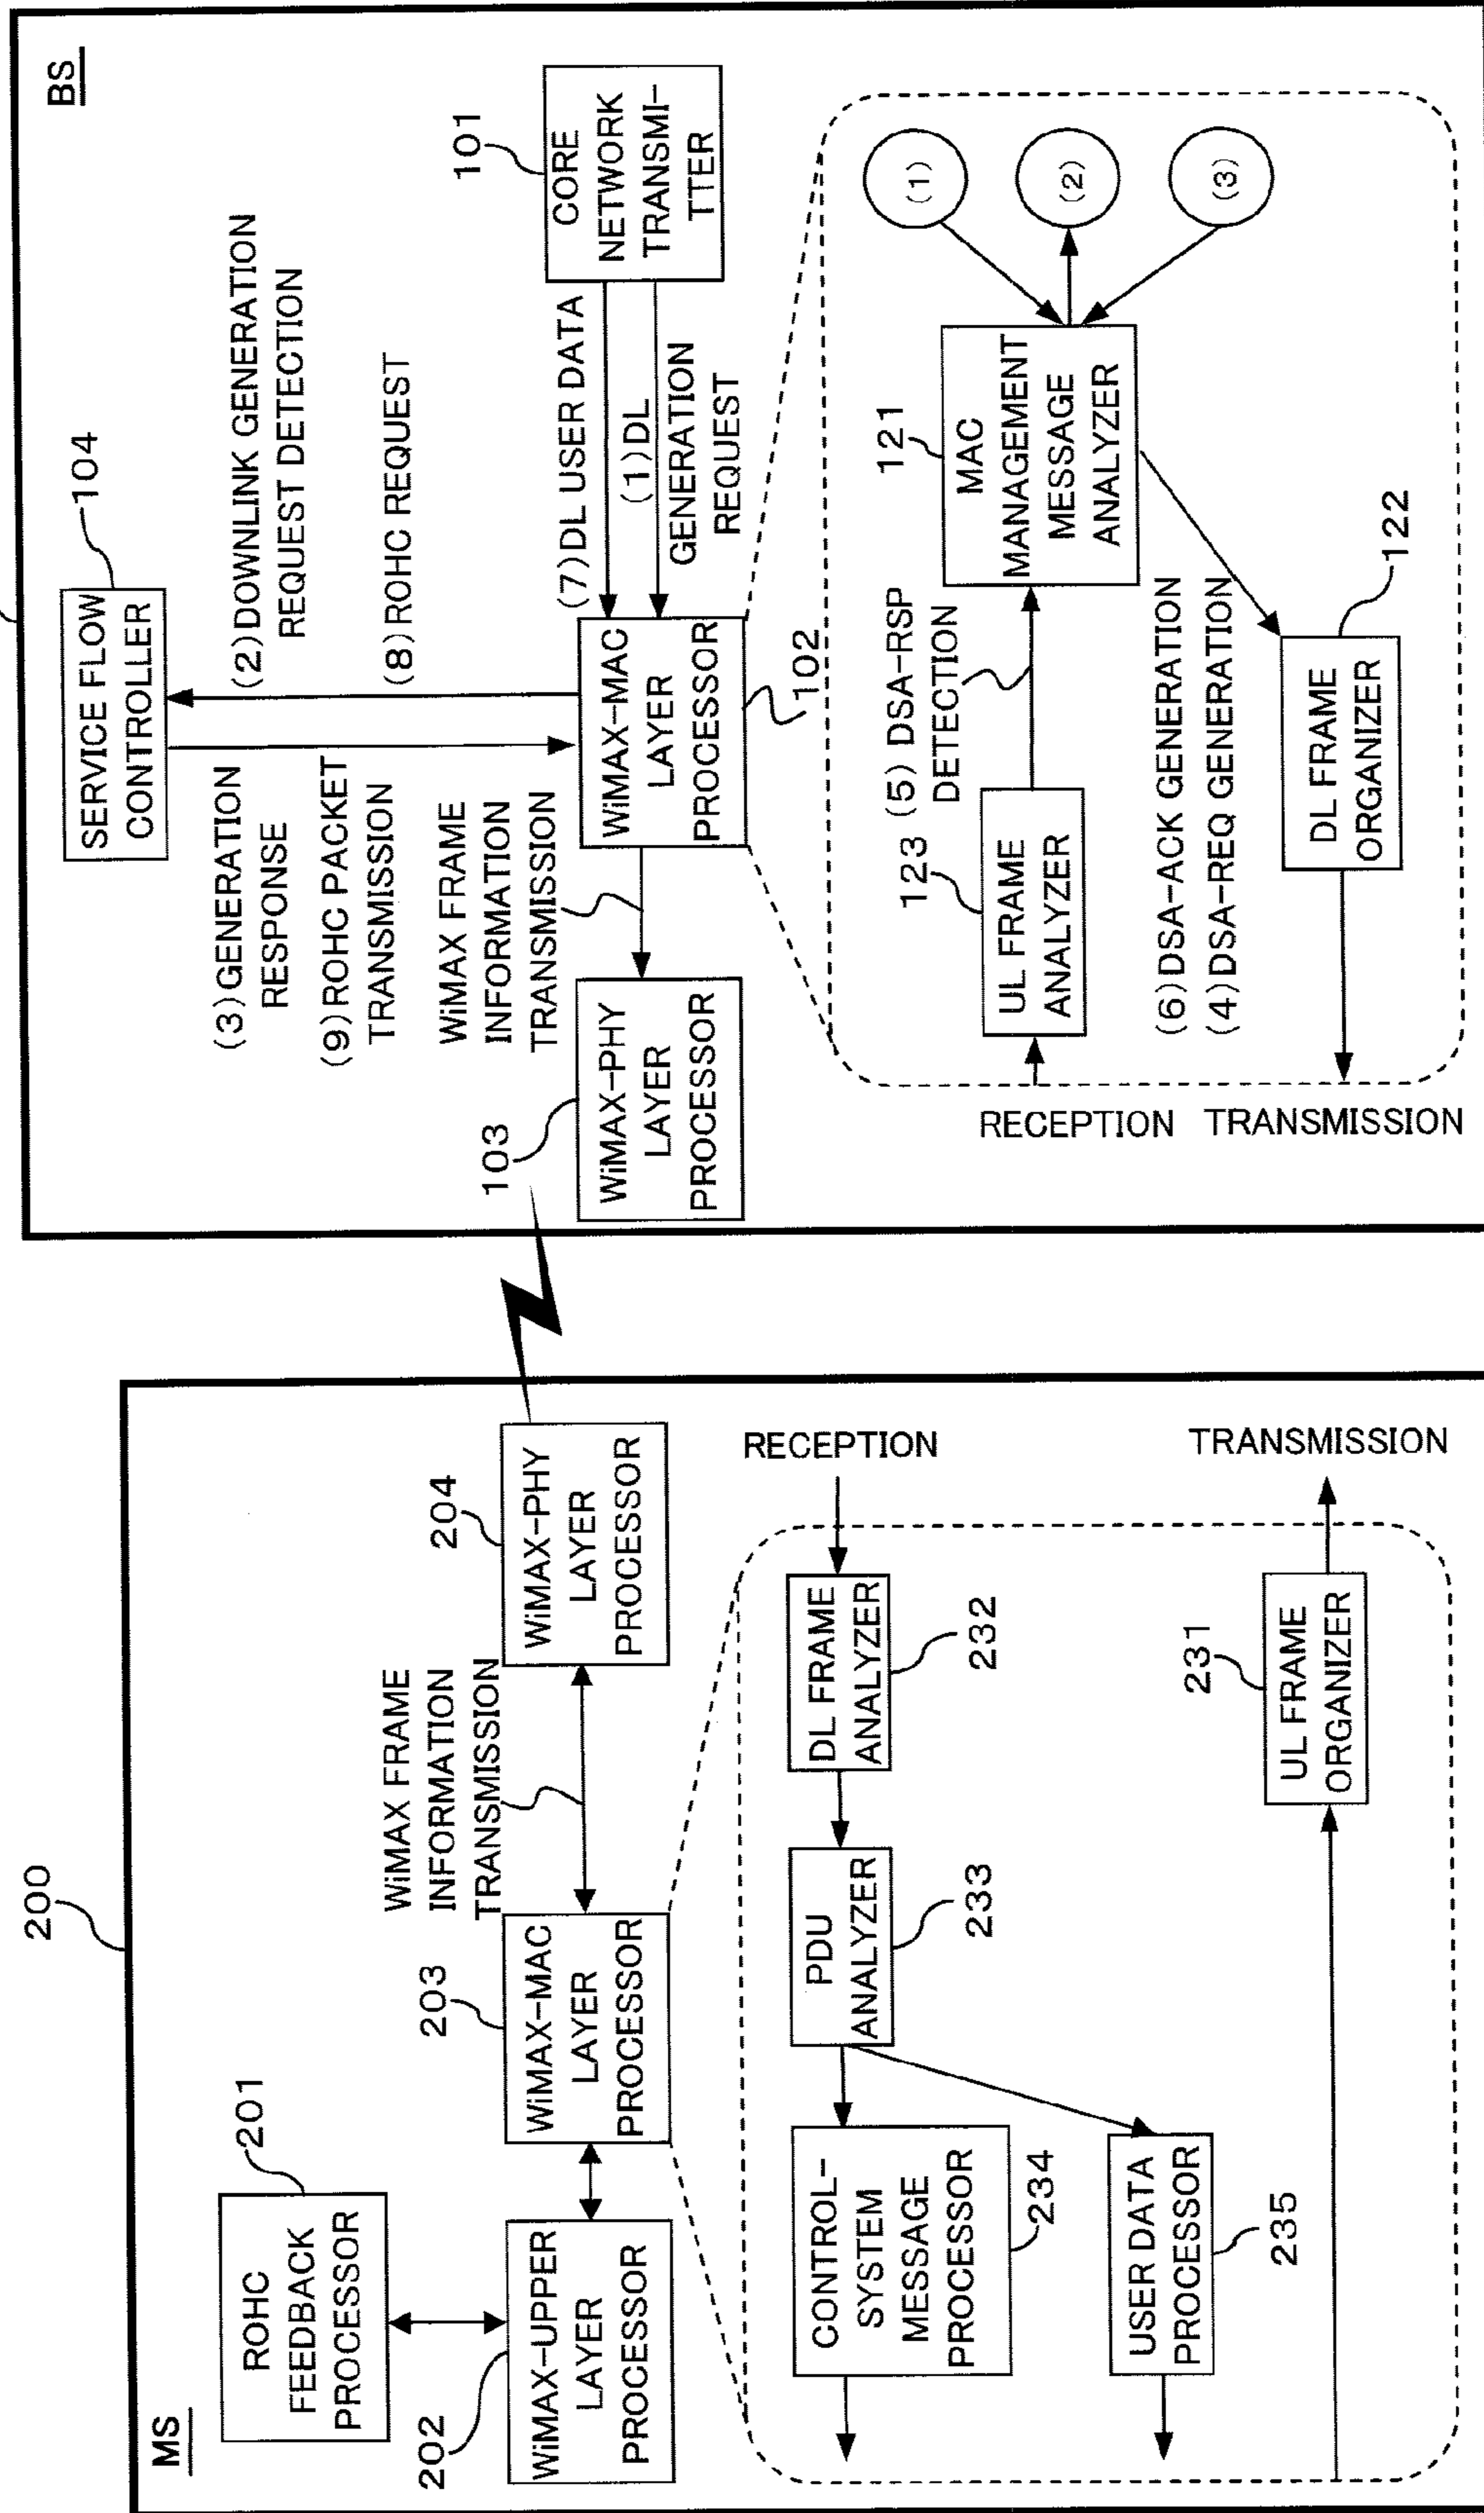 MS
200
ROHC
FEEDBACK
PROCESSOR
201
WiMAX-UPPER
LAYER
PROCESSOR
202
WiMAX-MAC
LAYER
PROCESSOR
203
WiMAX FRAME
INFORMATION
TRANSMISSION
WiMAX-PHY
LAYER
PROCESSOR
204
RECEPTION
DL FRAME
ANALYZER
232
PDU
ANALYZER
233
CONTROL-
SYSTEM
MESSAGE
PROCESSOR
234
USER DATA
PROCESSOR
235
UL FRAME
ORGANIZER
231
TRANSMISSION
BS
SERVICE FLOW
CONTROLLER
104
(3)GENERATION
RESPONSE
(9)ROHC PACKET
TRANSMISSION
(2)DOWNLINK GENERATION
REQUEST DETECTION
(8)ROHC REQUEST
WiMAX FRAME
INFORMATION
TRANSMISSION
WiMAX-PHY
LAYER
PROCESSOR
103
WiMAX-MAC
LAYER
PROCESSOR
102
(7)DL USER DATA
(1)DL
GENERATION
REQUEST
CORE
NETWORK
TRANSMI-
TTER
101
RECEPTION
UL FRAME
ANALYZER
123
(5) DSA-RSP
DETECTION
MAC
MANAGEMENT
MESSAGE
ANALYZER
121
(1)
(2)
(3)
(6)DSA-ACK GENERATION
(4)DSA-REQ GENERATION
DL FRAME
ORGANIZER
122
TRANSMISSION